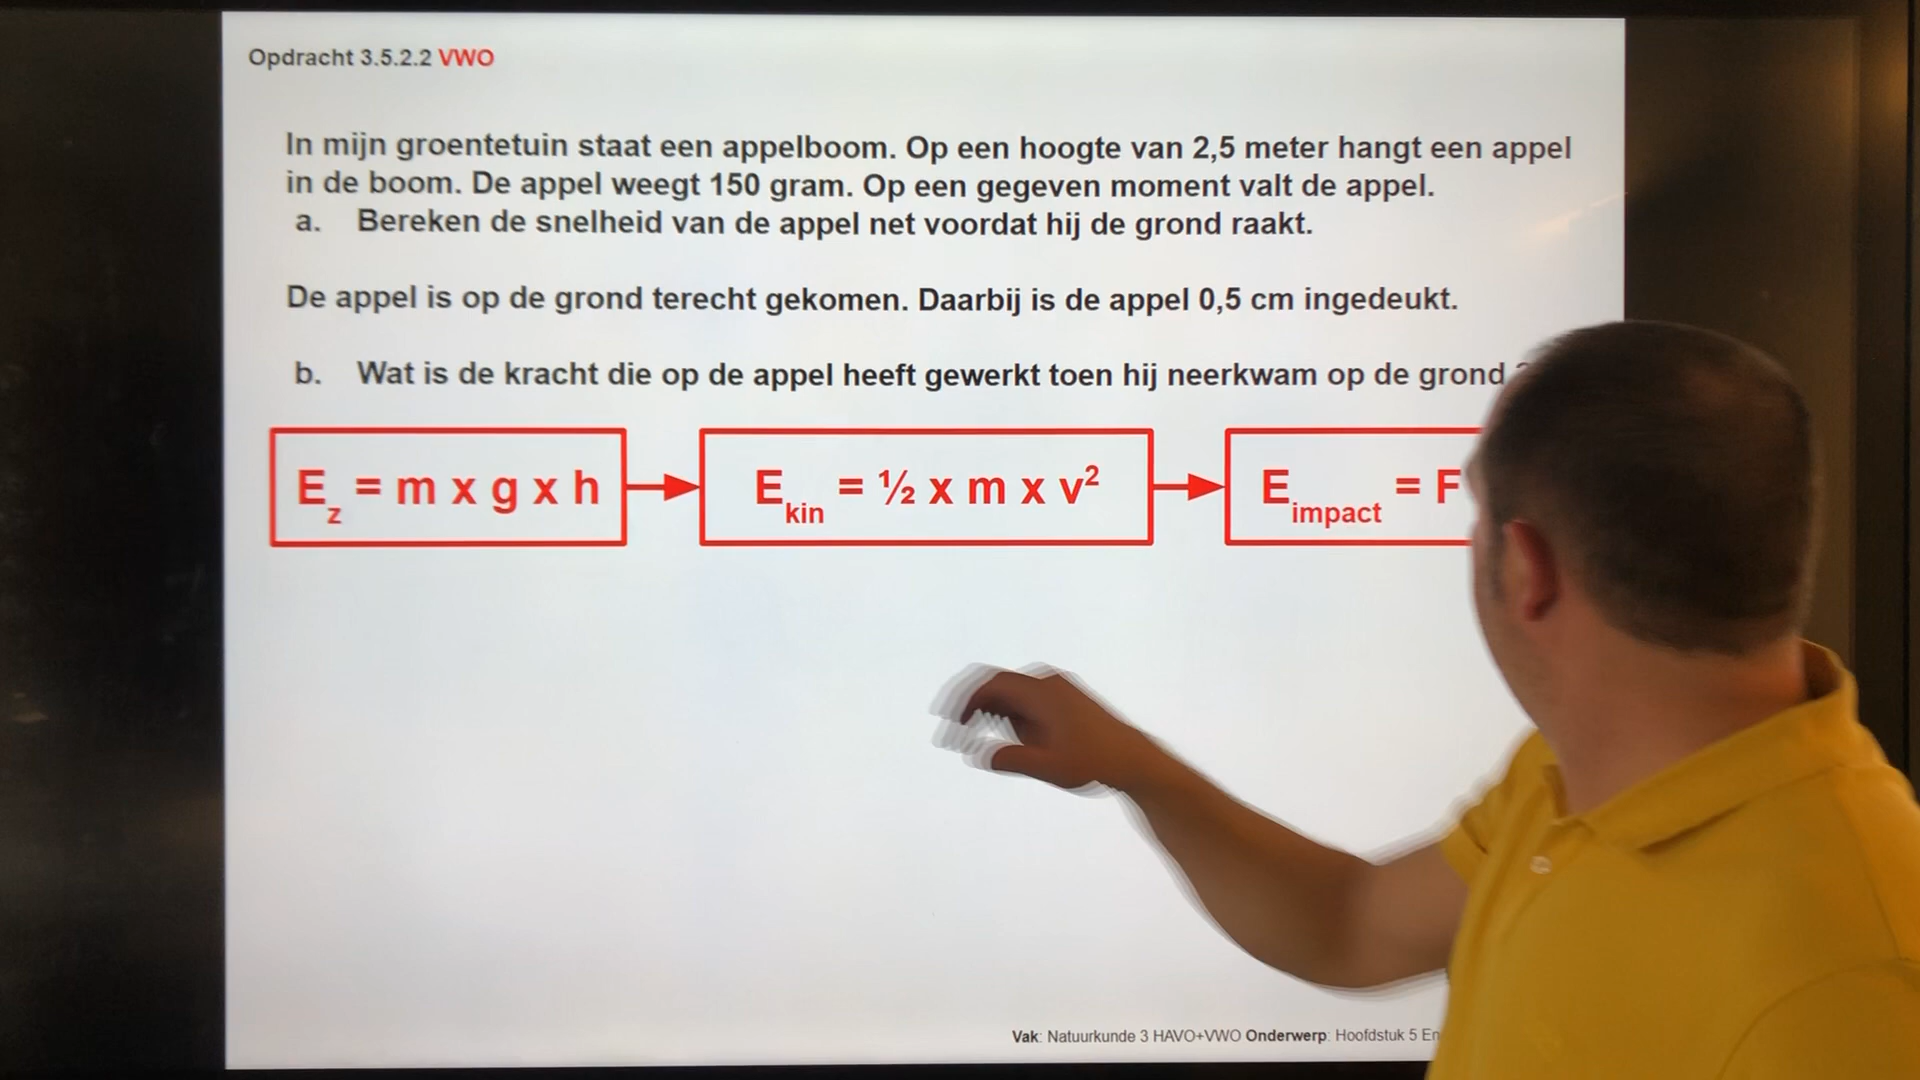 Opdracht 3.5.2.2 VWO
In mijn groentetuin staat een appelboom. Op een hoogte van 2,5 meter hangt een appel
in de boom. De appel weegt 150 gram. Op een gegeven moment valt de appel.
a. Bereken de snelheid van de appel net voordat hij de grond raakt.
De appel is op de grond terecht gekomen. Daarbij is de appel 0,5 cm ingedeukt.
b. Wat is de kracht die op de appel heeft gewerkt toen hij neerkwam op de grond
E_z = m x g x h
E_kin = ½ x m x v²
E_impact = F
Vak: Natuurkunde 3 HAVO+VWO Onderwerp: Hoofdstuk 5